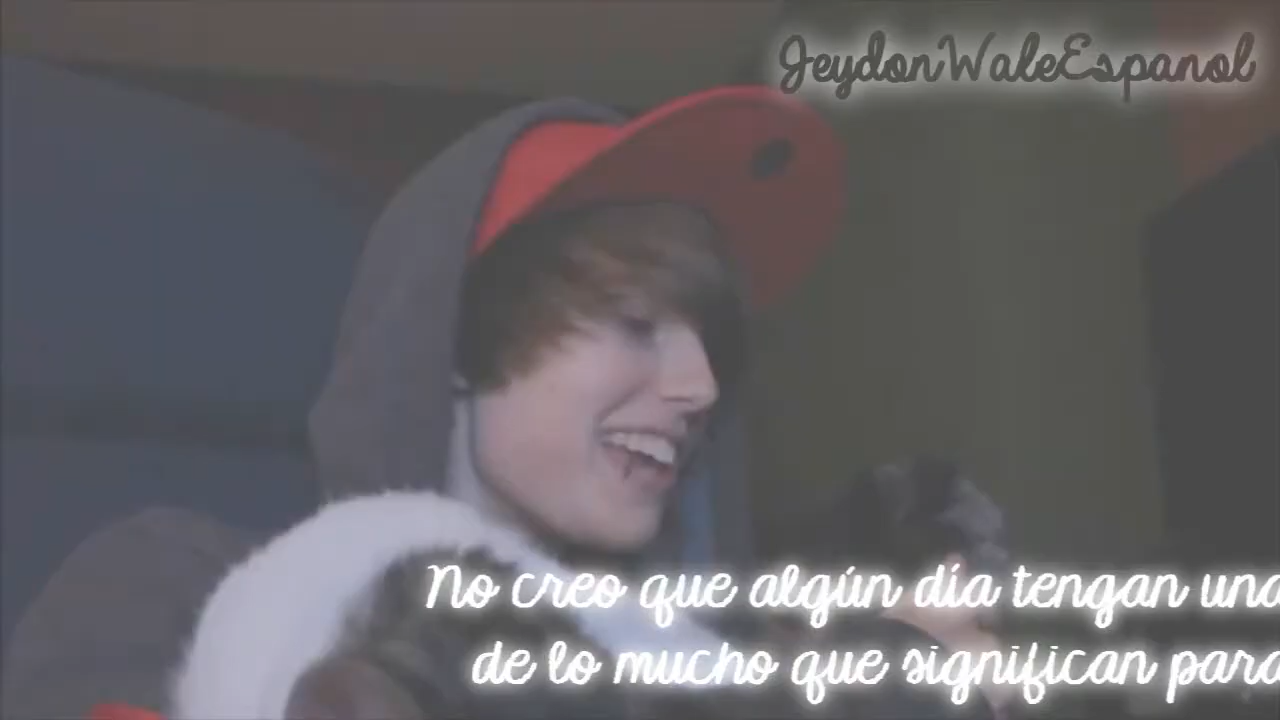 JeydonWaleEspanol
No creo que algún día tengan una
de lo mucho que significan para